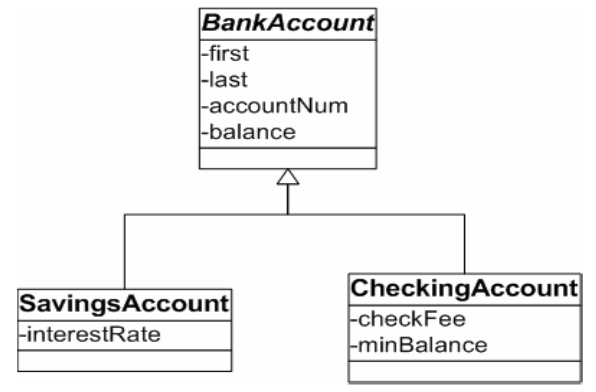 BankAccount
-first
-last
-accountNum
-balance
SavingsAccount
-interestRate
CheckingAccount
-checkFee
-minBalance